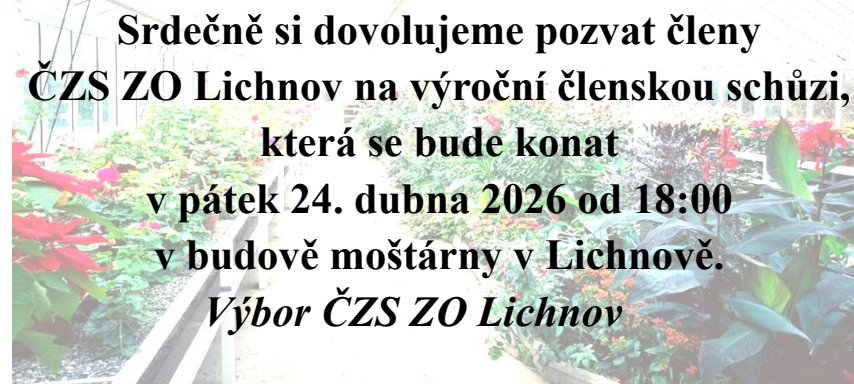 Srdečně si dovolujeme pozvat členy
ČZS ZO Lichnov na výroční členskou schůzi,
která se bude konat
v pátek 24. dubna 2026 od 18:00
v budově moštárny v Lichnově.
Výbor ČZS ZO Lichnov